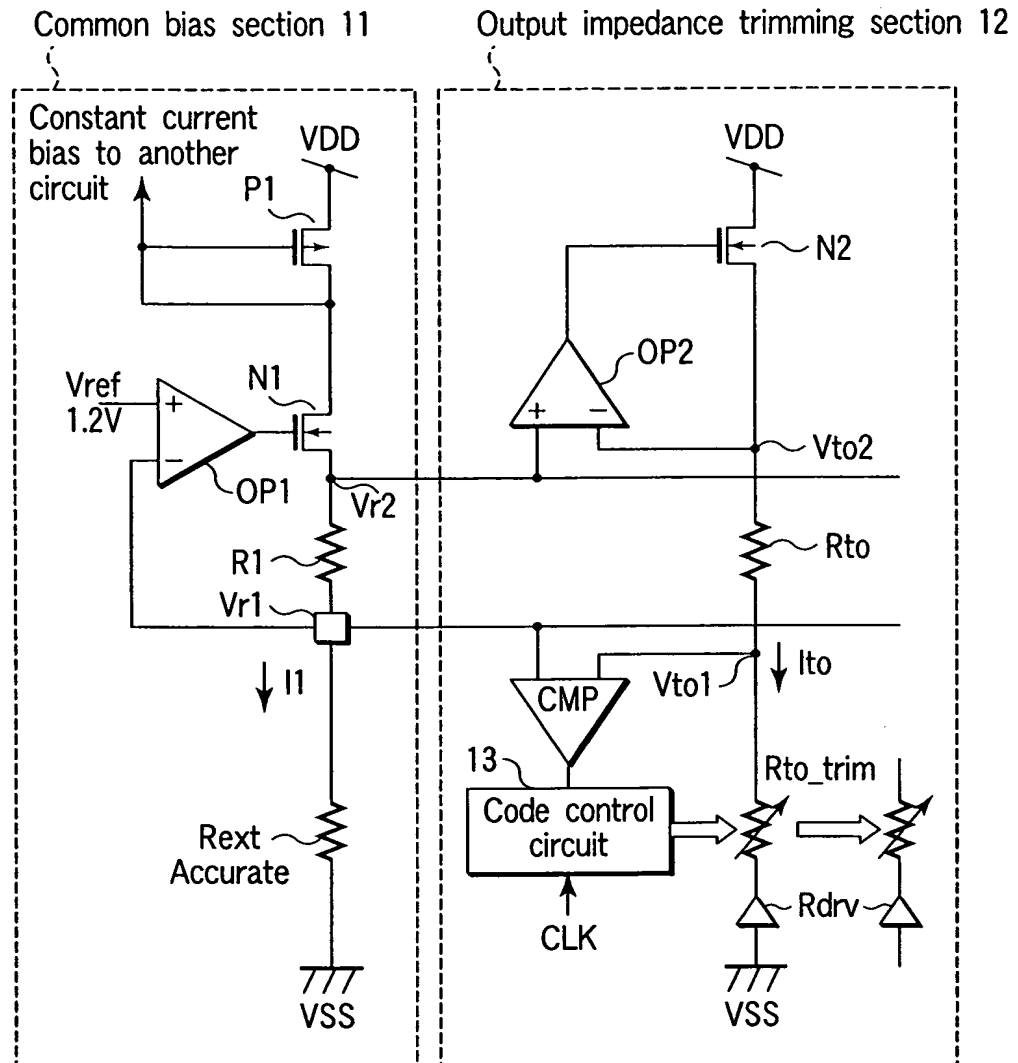 Common bias section 11
Output impedance trimming section 12
Constant current
bias to another
circuit
VDD
P1
N1
Vref
1.2V
+
−
OP1
Vr2
R1
Vr1
I1
Rext
Accurate
VSS
VDD
N2
OP2
+ −
Vto2
Rto
Vto1
Ito
CMP
13
Code control
circuit
CLK
Rto_trim
Rdrv
VSS